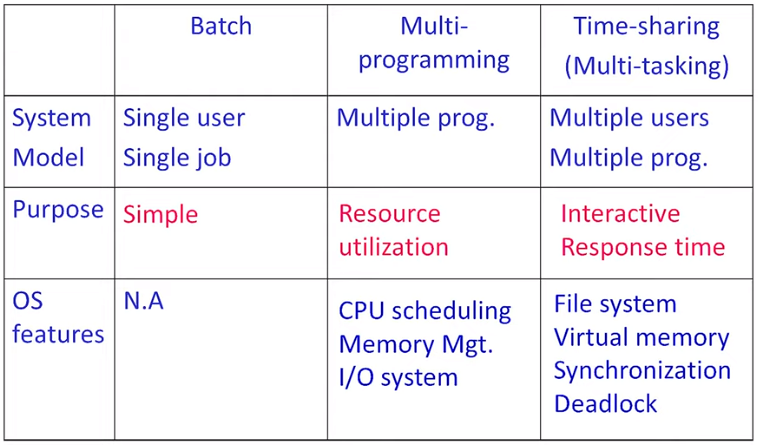 Batch
Multi-
programming
Time-sharing
(Multi-tasking)
System
Model
Single user
Single job
Multiple prog.
Multiple users
Multiple prog.
Purpose
Simple
Resource
utilization
Interactive
Response time
OS
features
N.A
CPU scheduling
Memory Mgt.
I/O system
File system
Virtual memory
Synchronization
Deadlock